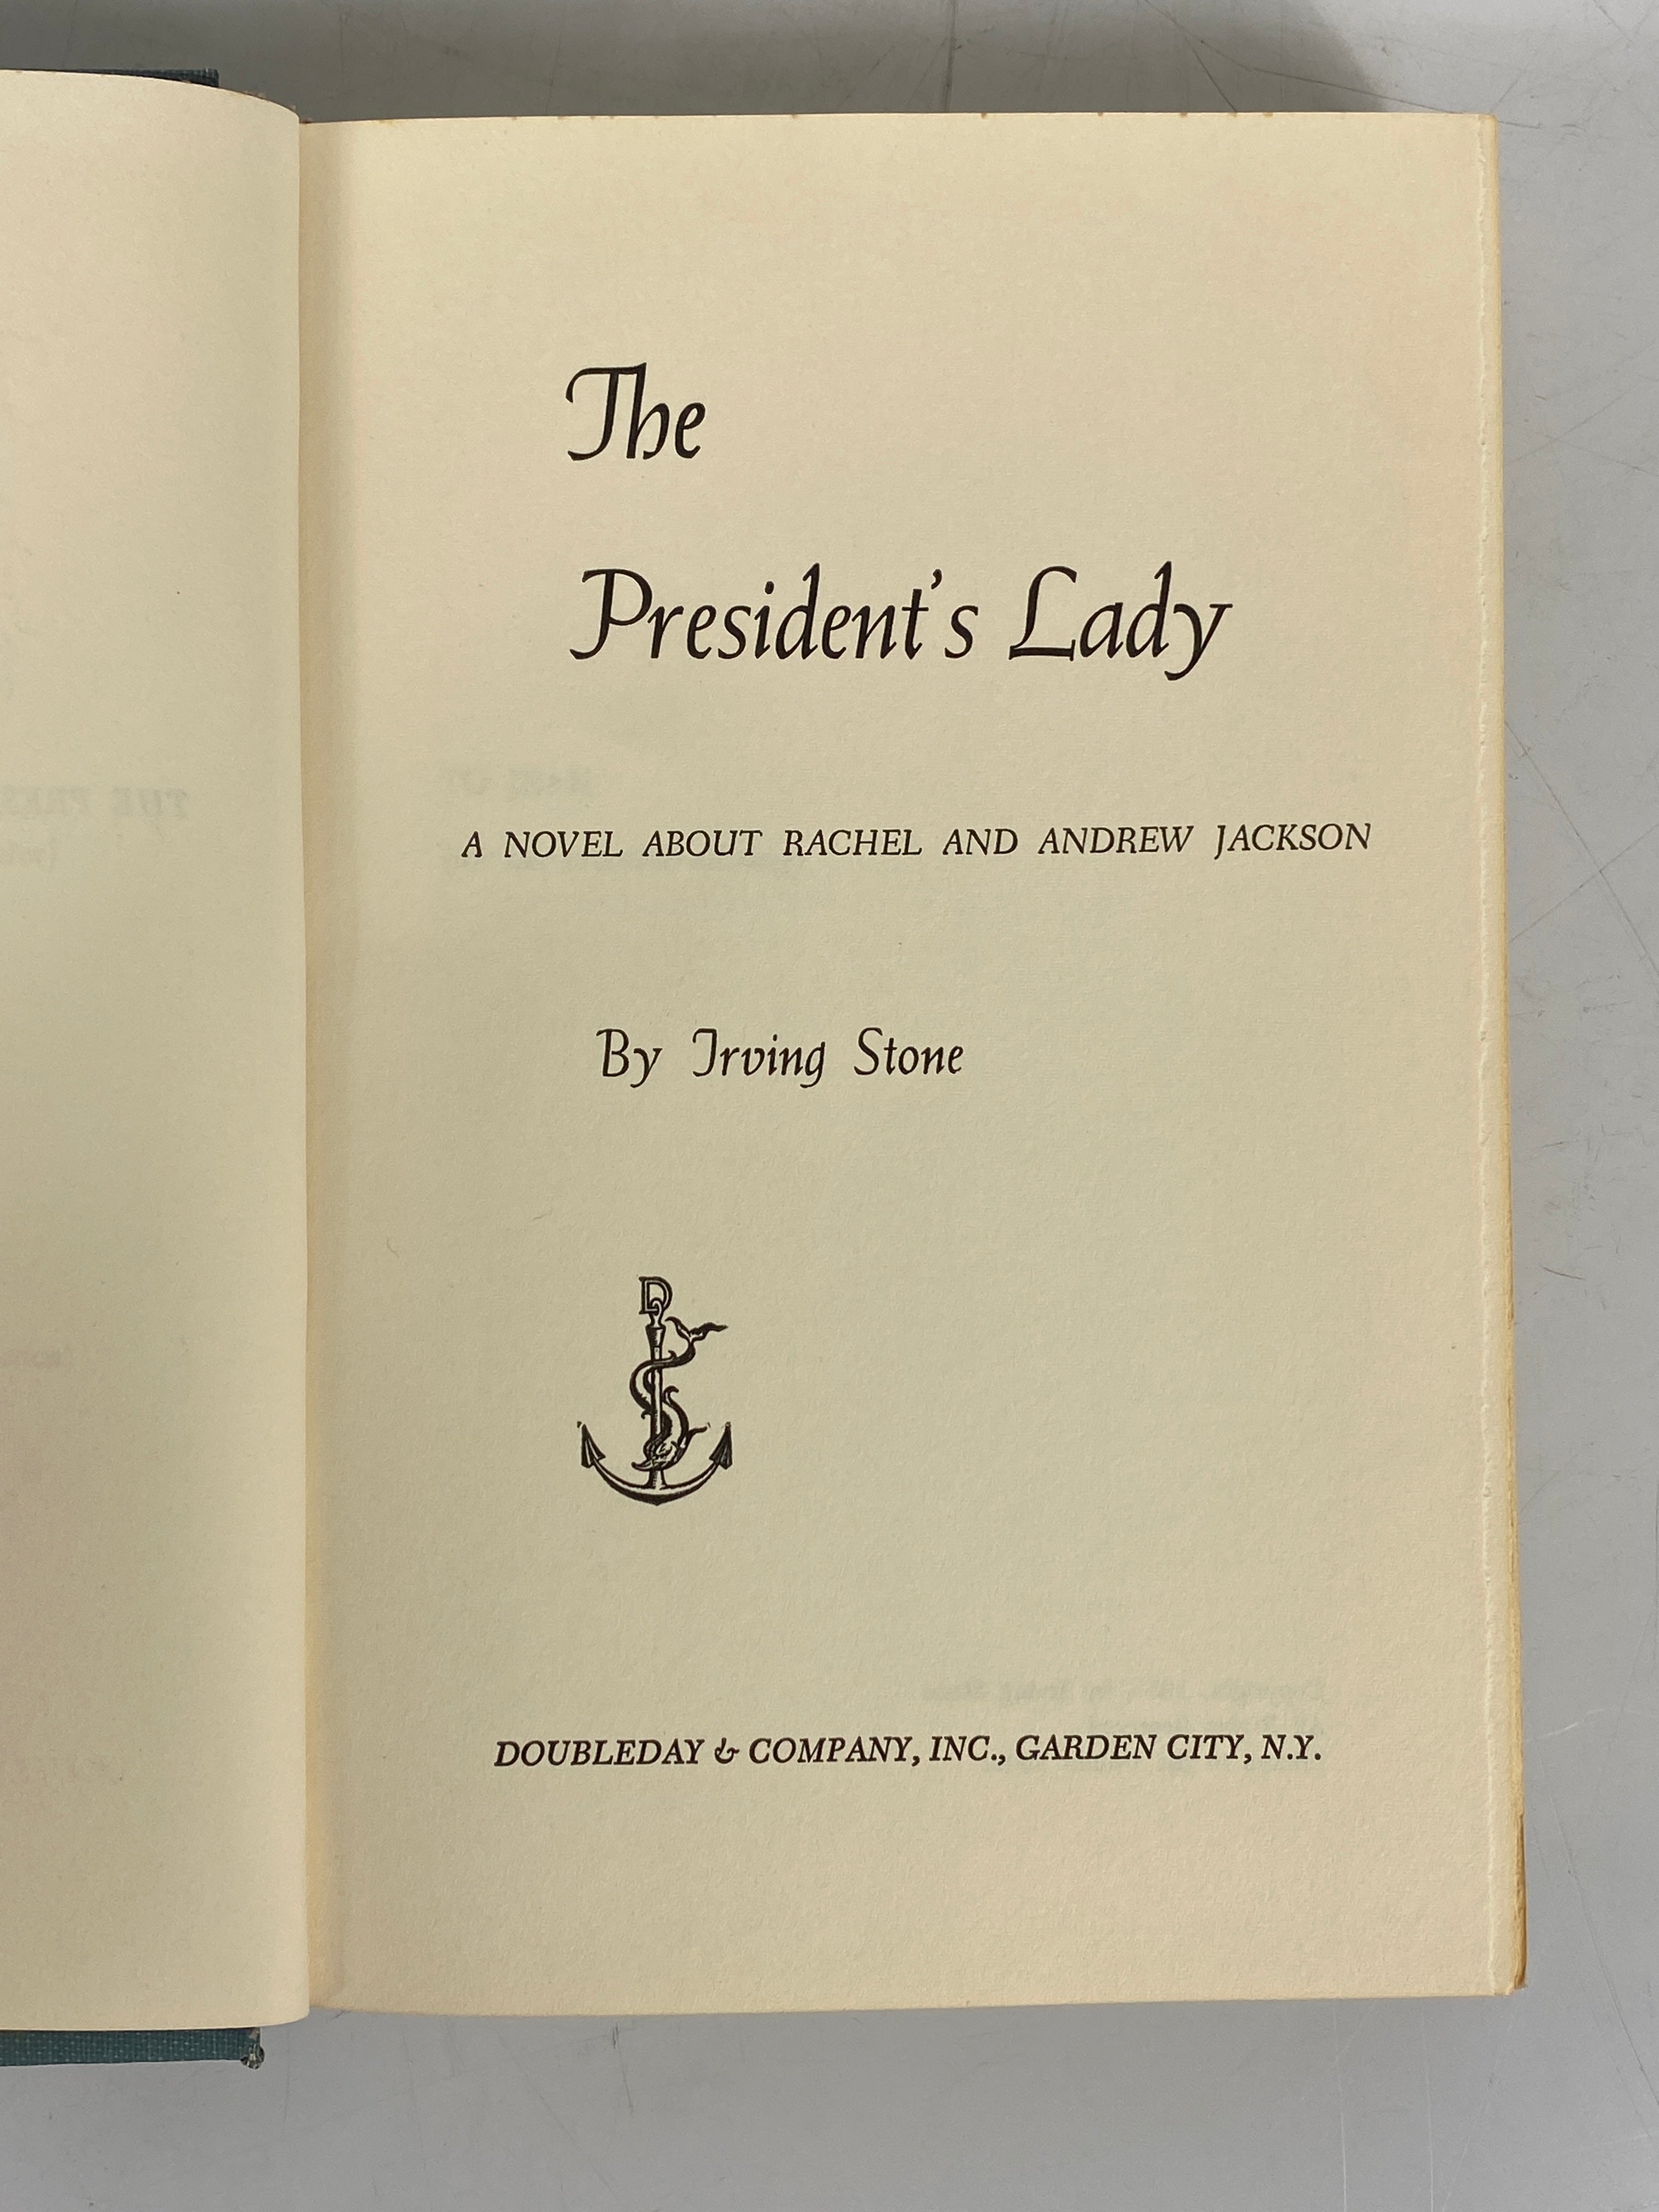 The
President's Lady
A NOVEL ABOUT RACHEL AND ANDREW JACKSON
By Irving Stone
D
DOUBLEDAY & COMPANY, INC., GARDEN CITY, N.Y.